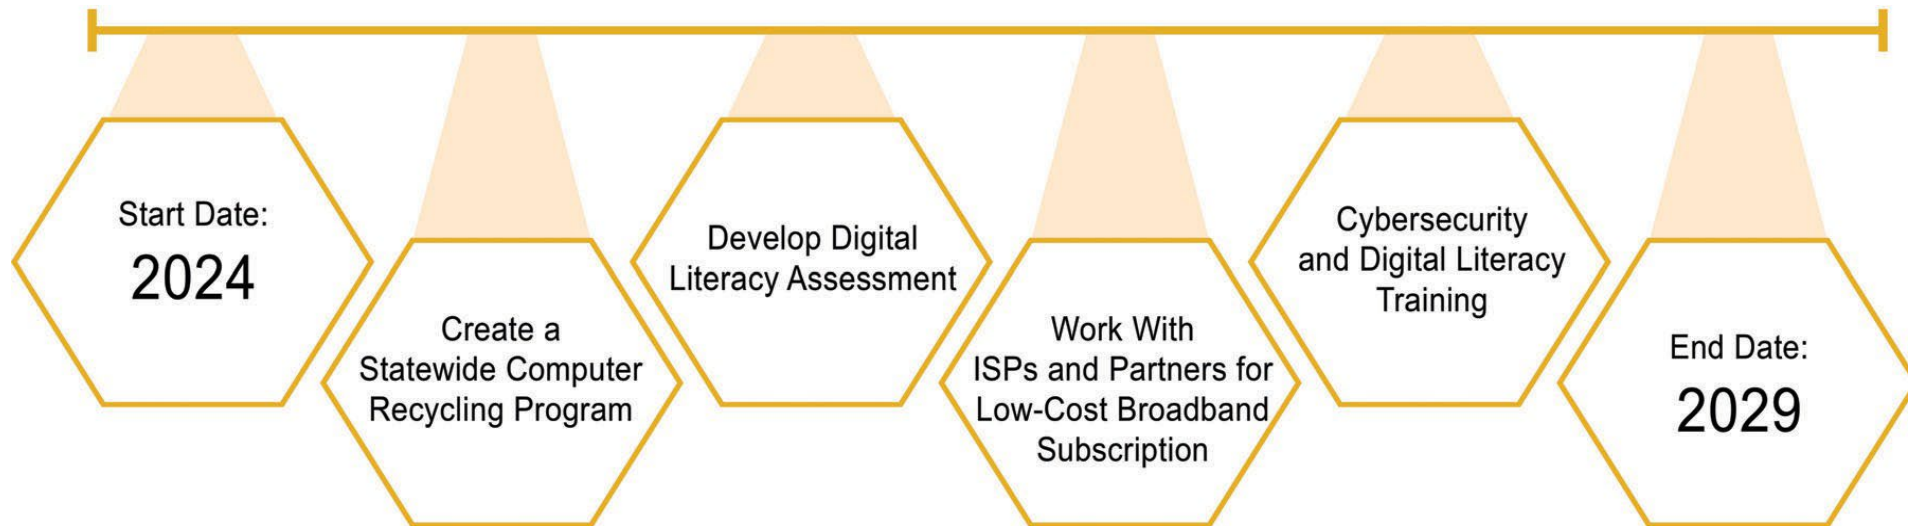 Start Date:
2024
Create a
Statewide Computer
Recycling Program
Develop Digital
Literacy Assessment
Work With
ISPs and Partners for
Low-Cost Broadband
Subscription
Cybersecurity
and Digital Literacy
Training
End Date:
2029